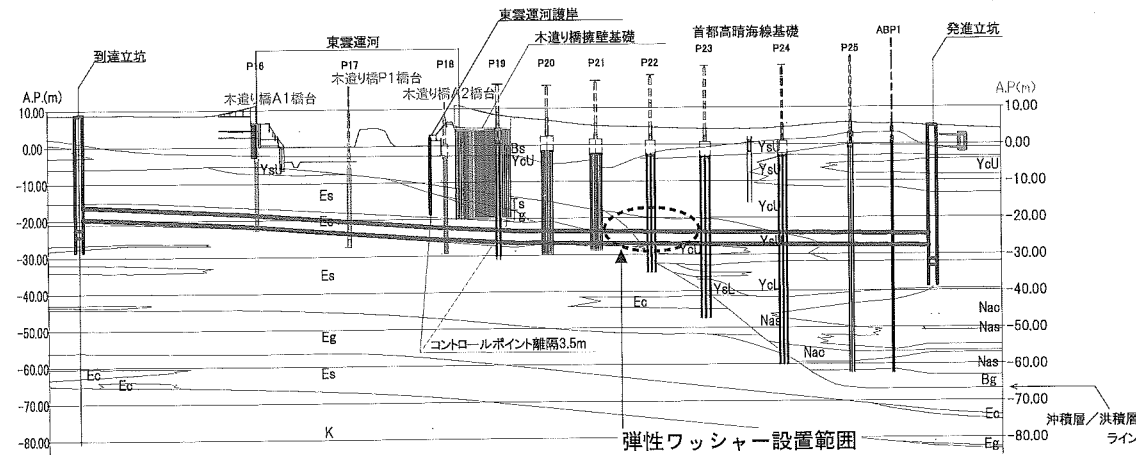 東雲運河護岸
木遣り橋擁壁基礎
東雲運河
首都高晴海線基礎
発進立坑
到達立坑
P16
P17
P18
P19
P20
P21
P22
P23
P24
P25
ABP1
木遣り橋P1橋台
木遣り橋A1橋台
木遣り橋A2橋台
A.P.(m)
A.P.(m)
10.00
10.00
0.00
0.00
-10.00
-10.00
-20.00
-20.00
-30.00
-30.00
-40.00
-40.00
-50.00
-50.00
-60.00
-60.00
-70.00
-70.00
-80.00
-80.00
Bs
YcU
YsU
YsU
YsU
YcU
Es
s
g
YcU
Es
YcU
YcL
Es
Ec
YsL
YcU
Nas
Nac
Nas
Nac
Nas
Eg
コントロールポイント離隔3.5m
Es
Ec
Ec
Bg
Ec
Eg
K
沖積層/洪積層
ライン
弾性ワッシャー設置範囲